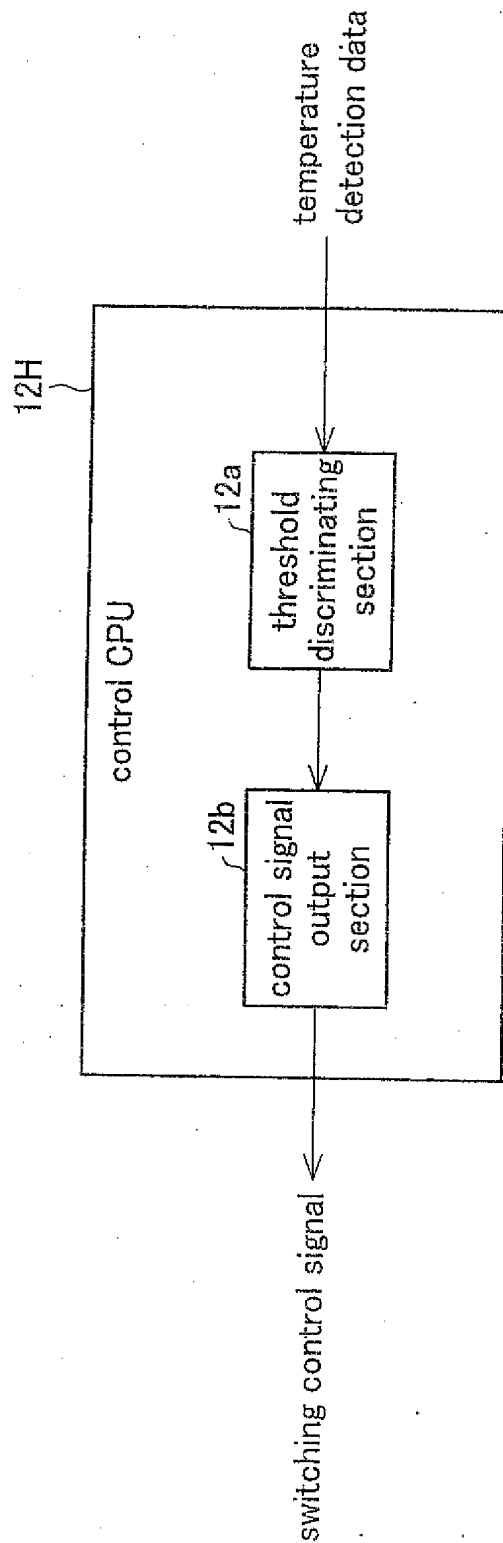 12H
control CPU
12b
control signal
output
section
12a
threshold
discriminating
section
switching control signal
temperature
detection data